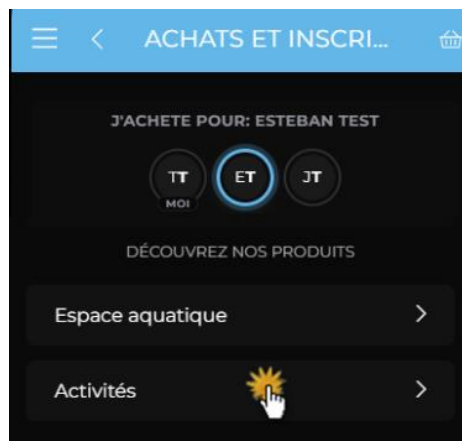 ACHATS ET INSCRI...
J'ACHETE POUR: ESTEBAN TEST
TT ET JT
MOI
DÉCOUVREZ NOS PRODUITS
Espace aquatique
Activités